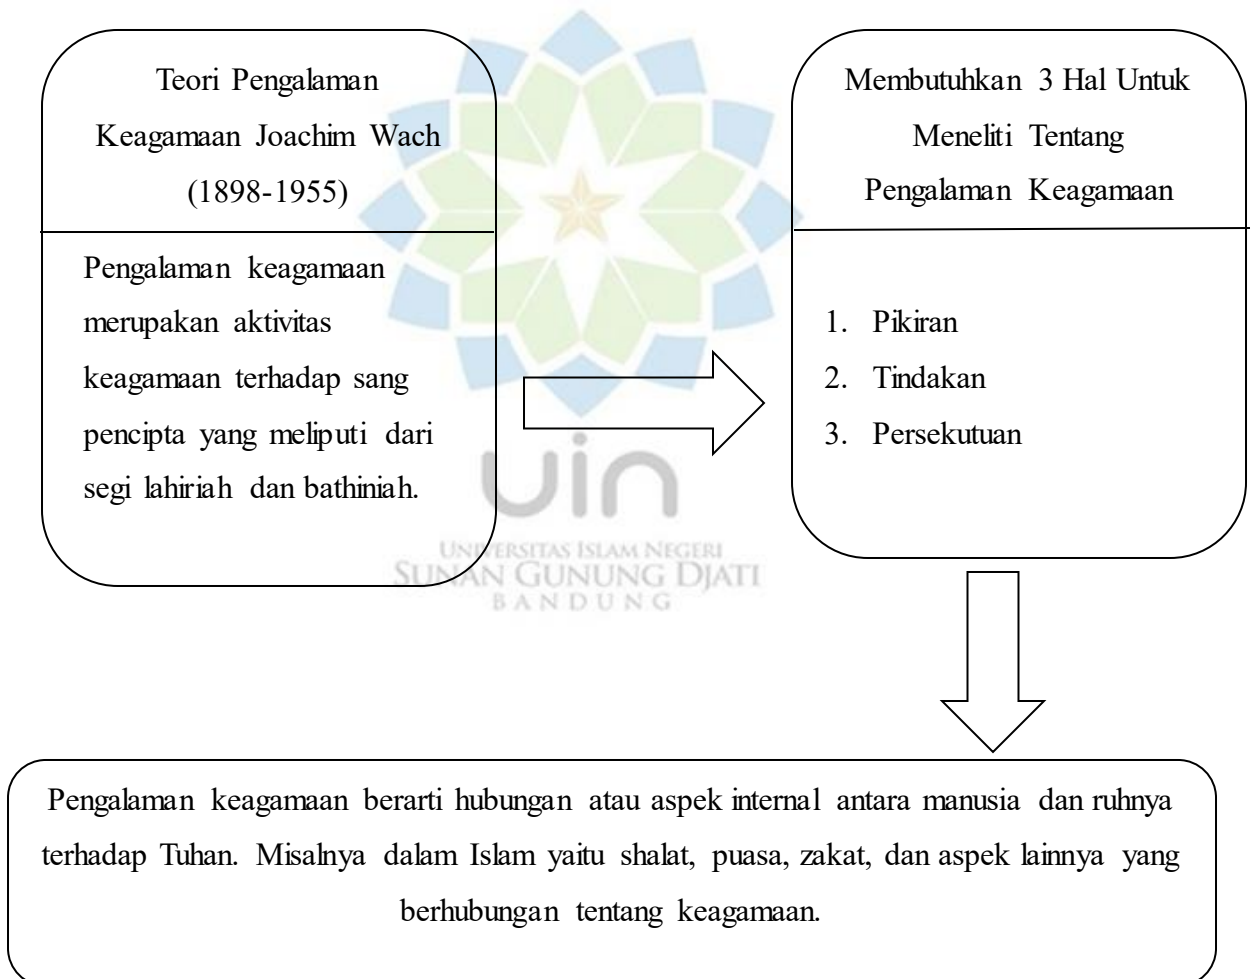 Teori Pengalaman
Keagamaan Joachim Wach
(1898-1955)
Pengalaman keagamaan
merupakan aktivitas
keagamaan terhadap sang
pencipta yang meliputi dari
segi lahiriah dan bathiniah.
Membutuhkan 3 Hal Untuk
Meneliti Tentang
Pengalaman Keagamaan
1. Pikiran
2. Tindakan
3. Persekutuan
uin
UNIVERSITAS ISLAM NEGERI
SUNAN GUNUNG DJATI
BANDUNG
Pengalaman keagamaan berarti hubungan atau aspek internal antara manusia dan ruhnya
terhadap Tuhan. Misalnya dalam Islam yaitu shalat, puasa, zakat, dan aspek lainnya yang
berhubungan tentang keagamaan.